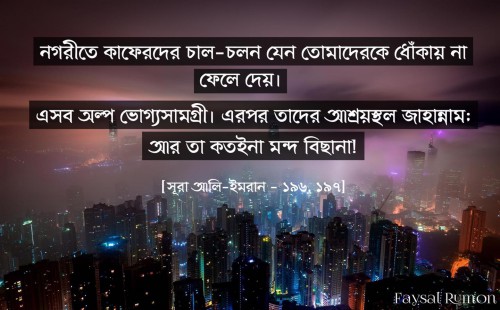 নগরীতে কাফেরদের চাল-চলন যেন তোমাদেরকে ধোঁকায় না
ফেলে দেয়।
এসব অল্প ভোগ্যসামগ্রী। এরপর তাদের আশ্রয়স্থল জাহান্নাম:
আর তা কতইনা মন্দ বিছানা!
[সূরা আলি-ইমরান - ১৯৬, ১৯৭]
Faysal Rumon